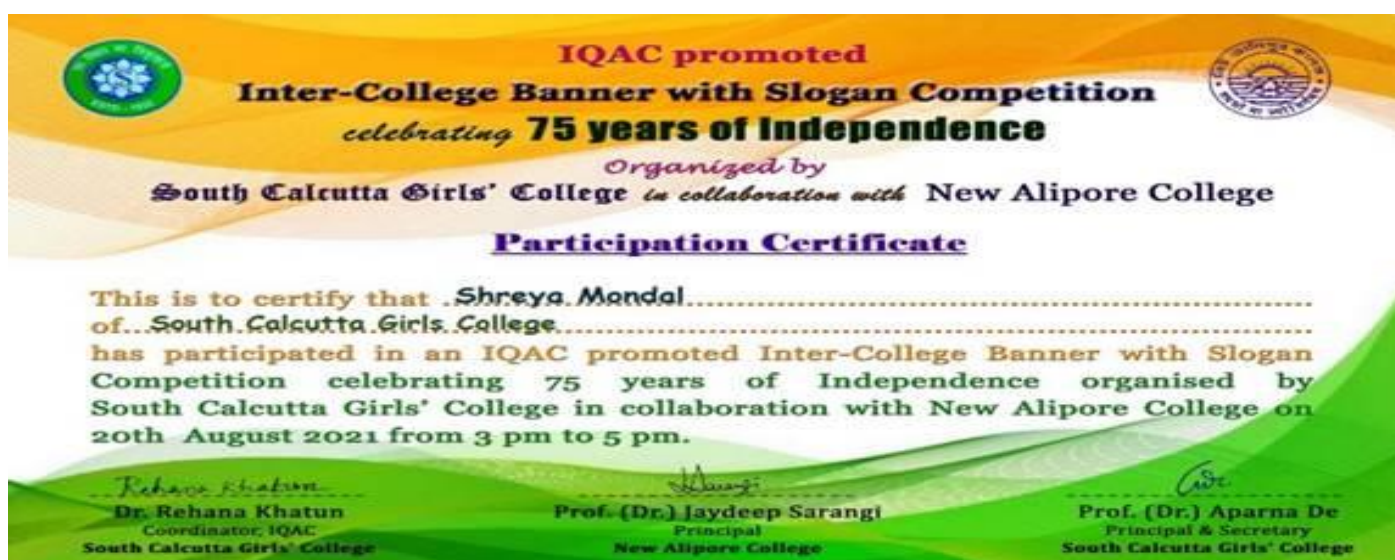 IQAC promoted
Inter-College Banner with Slogan Competition
celebrating 75 years of Independence
Organized by
South Calcutta Girls' College in collaboration with New Alipore College
Participation Certificate
This is to certify that Shreya Mondal
of South Calcutta Girls College
has participated in an IQAC promoted Inter-College Banner with Slogan
Competition celebrating 75 years of Independence organised by
South Calcutta Girls' College in collaboration with New Alipore College on
20th August 2021 from 3 pm to 5 pm.
Rehana Khatun
Dr. Rehana Khatun
Coordinator, IQAC
South Calcutta Girls' College
Prof. (Dr.) Jaydeep Sarangi
Principal
New Alipore College
Prof. (Dr.) Aparna De
Principal & Secretary
South Calcutta Girls' College